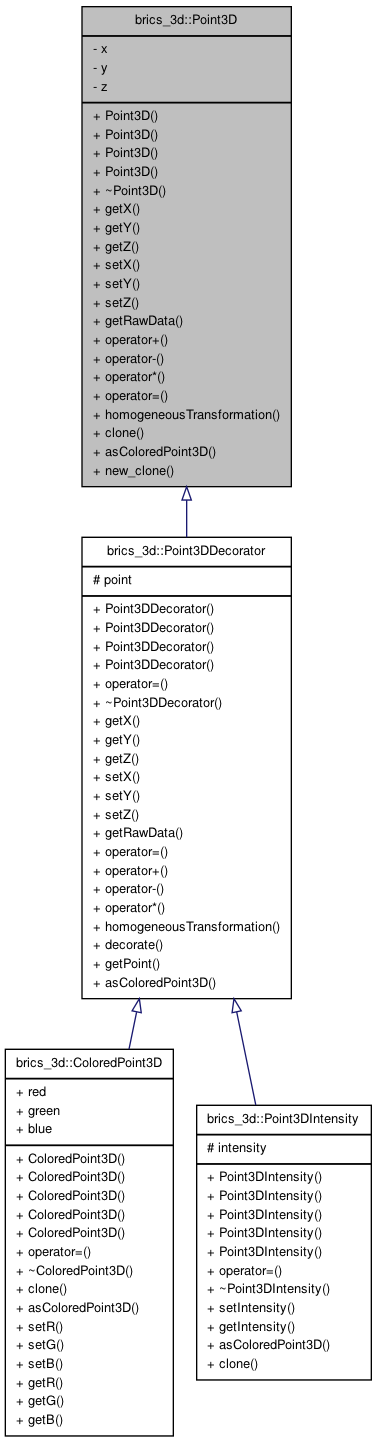 brics_3d::Point3D
- x
- y
- z
+ Point3D()
+ Point3D()
+ Point3D()
+ Point3D()
+ ~Point3D()
+ getX()
+ getY()
+ getZ()
+ setX()
+ setY()
+ setZ()
+ getRawData()
+ operator+()
+ operator-()
+ operator*()
+ operator=()
+ homogeneousTransformation()
+ clone()
+ asColoredPoint3D()
+ new_clone()
brics_3d::Point3DDecorator
# point
+ Point3DDecorator()
+ Point3DDecorator()
+ Point3DDecorator()
+ Point3DDecorator()
+ operator=()
+ ~Point3DDecorator()
+ getX()
+ getY()
+ getZ()
+ setX()
+ setY()
+ setZ()
+ getRawData()
+ operator=()
+ operator+()
+ operator-()
+ operator*()
+ homogeneousTransformation()
+ decorate()
+ getPoint()
+ asColoredPoint3D()
brics_3d::ColoredPoint3D
+ red
+ green
+ blue
+ ColoredPoint3D()
+ ColoredPoint3D()
+ ColoredPoint3D()
+ ColoredPoint3D()
+ ColoredPoint3D()
+ operator=()
+ ~ColoredPoint3D()
+ clone()
+ asColoredPoint3D()
+ setR()
+ setG()
+ setB()
+ getR()
+ getG()
+ getB()
brics_3d::Point3DIntensity
# intensity
+ Point3DIntensity()
+ Point3DIntensity()
+ Point3DIntensity()
+ Point3DIntensity()
+ Point3DIntensity()
+ operator=()
+ ~Point3DIntensity()
+ setIntensity()
+ getIntensity()
+ asColoredPoint3D()
+ clone()